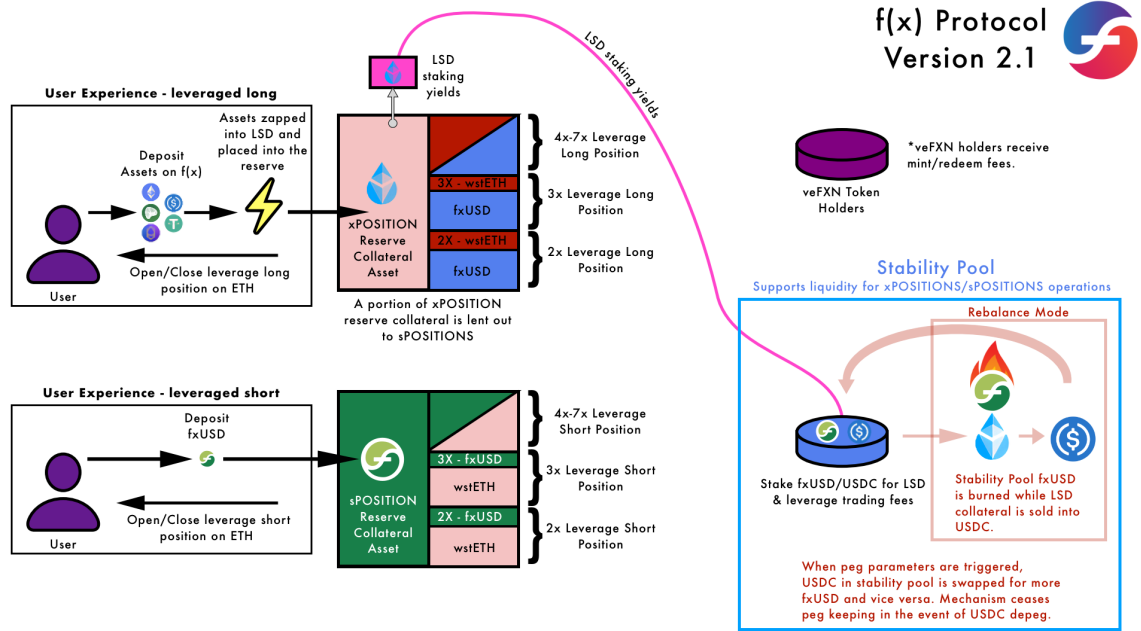 f(x) Protocol
Version 2.1
LSD
staking
yields
LSD staking yields
User Experience - leveraged long
Assets zapped
into LSD and
placed into the
reserve
Deposit
Assets on f(x)
Open/Close leverage long
position on ETH
User
xPOSITION
Reserve
Collateral
Asset
3X - wstETH
fxUSD
2X - wstETH
fxUSD
4x-7x Leverage
Long Position
3x Leverage Long
Position
2x Leverage Long
Position
A portion of xPOSITION
reserve collateral is lent out
to sPOSITIONS
veFXN Token
Holders
*veFXN holders receive
mint/redeem fees.
User Experience - leveraged short
Deposit
fxUSD
Open/Close leverage short
position on ETH
User
sPOSITION
Reserve
Collateral
Asset
3X - fxUSD
wstETH
2X - fxUSD
wstETH
4x-7x Leverage
Short Position
3x Leverage Short
Position
2x Leverage Short
Position
Stability Pool
Supports liquidity for xPOSITIONS/sPOSITIONS operations
Rebalance Mode
Stake fxUSD/USDC for LSD
& leverage trading fees
Stability Pool fxUSD
is burned while LSD
collateral is sold into
USDC.
When peg parameters are triggered,
USDC in stability pool is swapped for more
fxUSD and vice versa. Mechanism ceases
peg keeping in the event of USDC depeg.